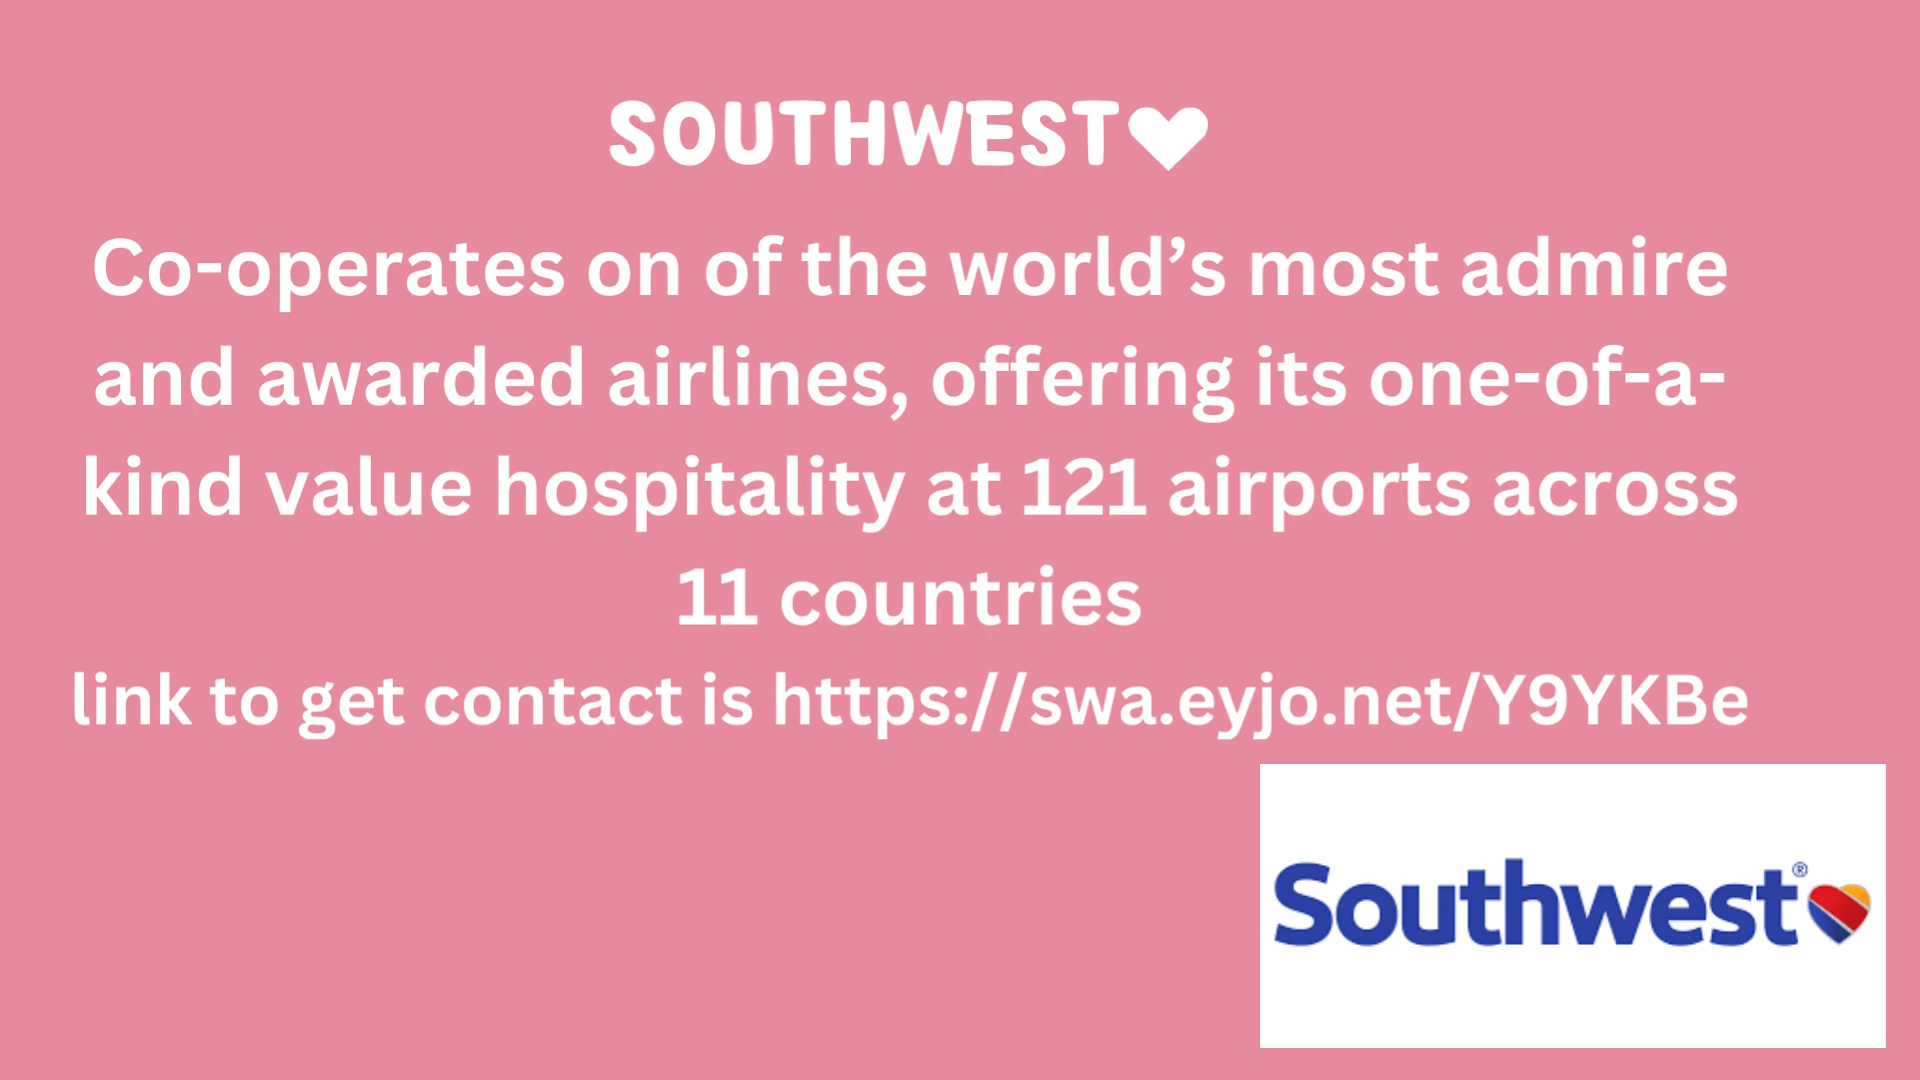 SOUTHWEST
Co-operates on of the world’s most admire
and awarded airlines, offering its one-of-a-
kind value hospitality at 121 airports across
11 countries
link to get contact is https://swa.eyjo.net/Y9YKBe
Southwest®